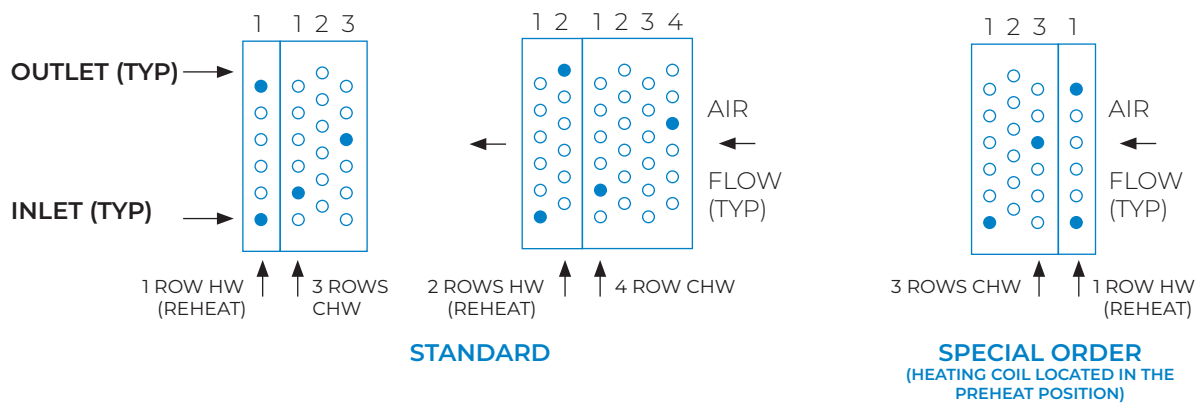 1 1 2 3
OUTLET (TYP)
INLET (TYP)
1 ROW HW
(REHEAT)
3 ROWS
CHW
1 2 1 2 3 4
AIR
FLOW
(TYP)
2 ROWS HW
(REHEAT)
4 ROW CHW
STANDARD
1 2 3 1
AIR
FLOW
(TYP)
3 ROWS CHW
1 ROW HW
(REHEAT)
SPECIAL ORDER
(HEATING COIL LOCATED IN THE
PREHEAT POSITION)